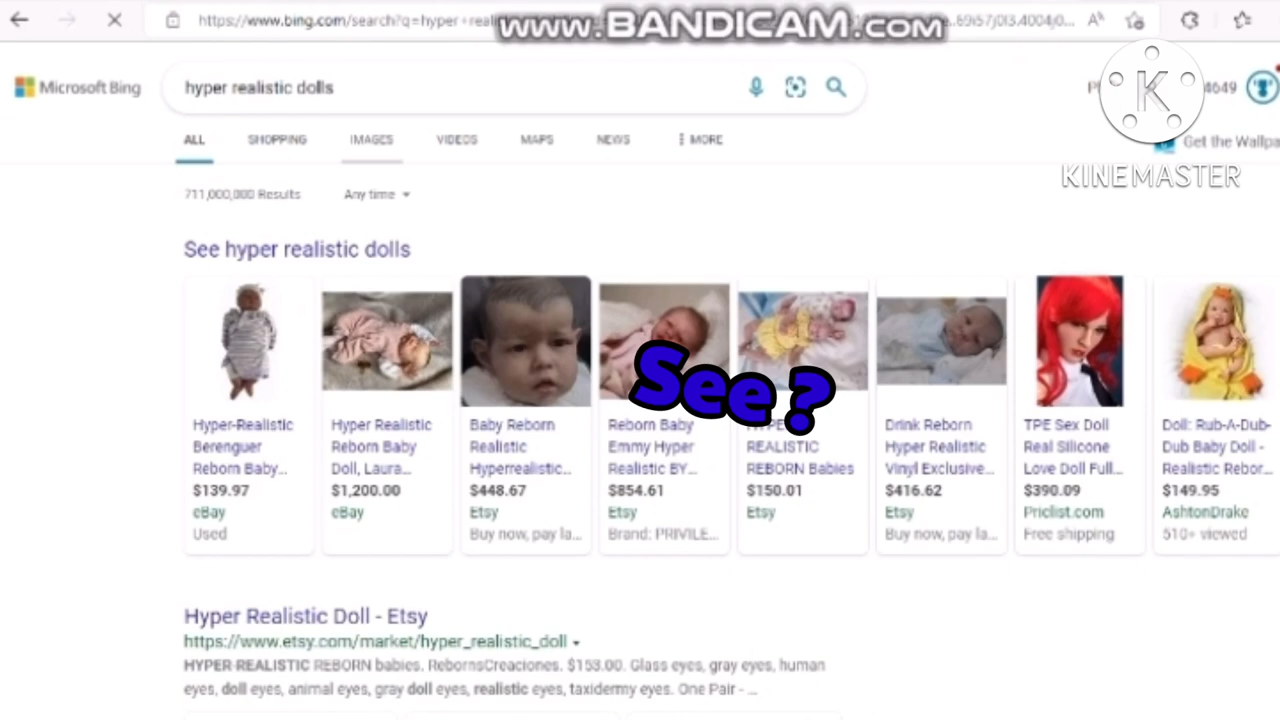 https://www.bing.com/search?q=hyper+real
www.BANDICAM.com
..69i57j0l3.4004j0...
Microsoft Bing
hyper realistic dolls
4649
K
KINEMASTER
ALL
SHOPPING
IMAGES
VIDEOS
MAPS
NEWS
MORE
Get the Wallpa
711,000,000 Results
Any time
See hyper realistic dolls
See?
Hyper-Realistic
Berenguer
Reborn Baby...
$139.97
eBay
Used
Hyper Realistic
Reborn Baby
Doll, Laura...
$1,200.00
eBay
Baby Reborn
Realistic
Hyperrealistic...
$448.67
Etsy
Buy now, pay la...
Reborn Baby
Emmy Hyper
Realistic BY...
$854.61
Etsy
Brand: PRIVILE...
REALISTIC
REBORN Babies
$150.01
Etsy
Drink Reborn
Hyper Realistic
Vinyl Exclusive...
$416.62
Etsy
Buy now, pay la...
TPE Sex Doll
Real Silicone
Love Doll Full...
$390.09
Priclist.com
Free shipping
Doll: Rub-A-Dub-
Dub Baby Doll -
Realistic Rebor...
$149.95
AshtonDrake
510+ viewed
Hyper Realistic Doll - Etsy
https://www.etsy.com/market/hyper_realistic_doll
HYPER-REALISTIC REBORN babies. RebornsCreaciones. $153.00. Glass eyes, gray eyes, human
eyes, doll eyes, animal eyes, gray doll eyes, realistic eyes, taxidermy eyes. One Pair - ...